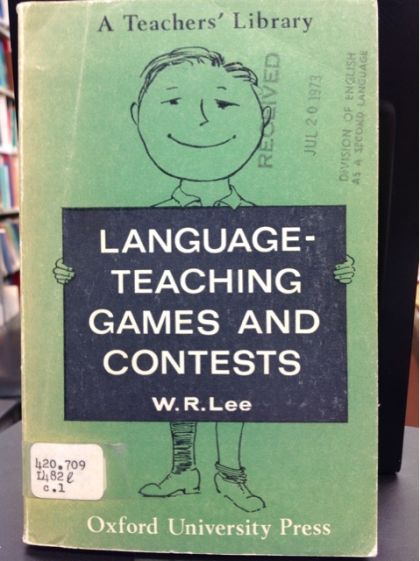 A Teachers' Library
RECEIVED
JUL 20 1973
DIVISION OF ENGLISH
AS A SECOND LANGUAGE
LANGUAGE-
TEACHING
GAMES AND
CONTESTS
W.R.Lee
420.709
L482l
c.1
Oxford University Press